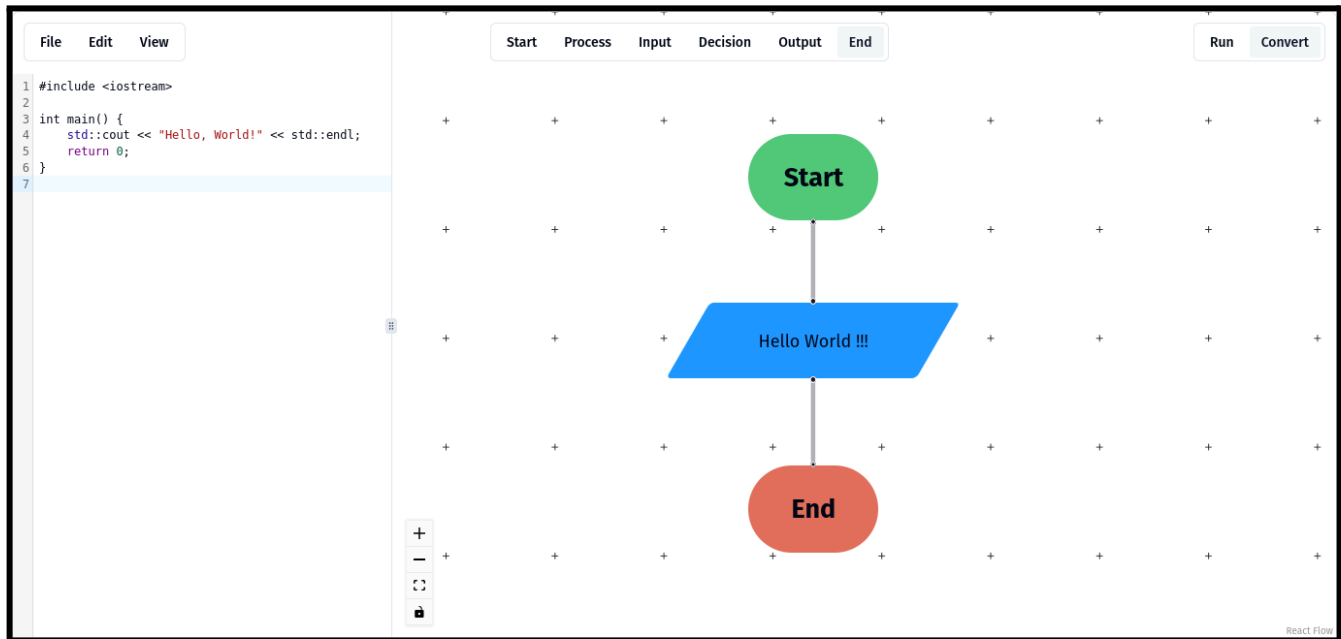 File Edit View
Start Process Input Decision Output End
Run Convert
1 #include <iostream>
2
3 int main() {
4     std::cout << "Hello, World!" << std::endl;
5     return 0;
6 }
7
Start
Hello World !!!
End
React Flow